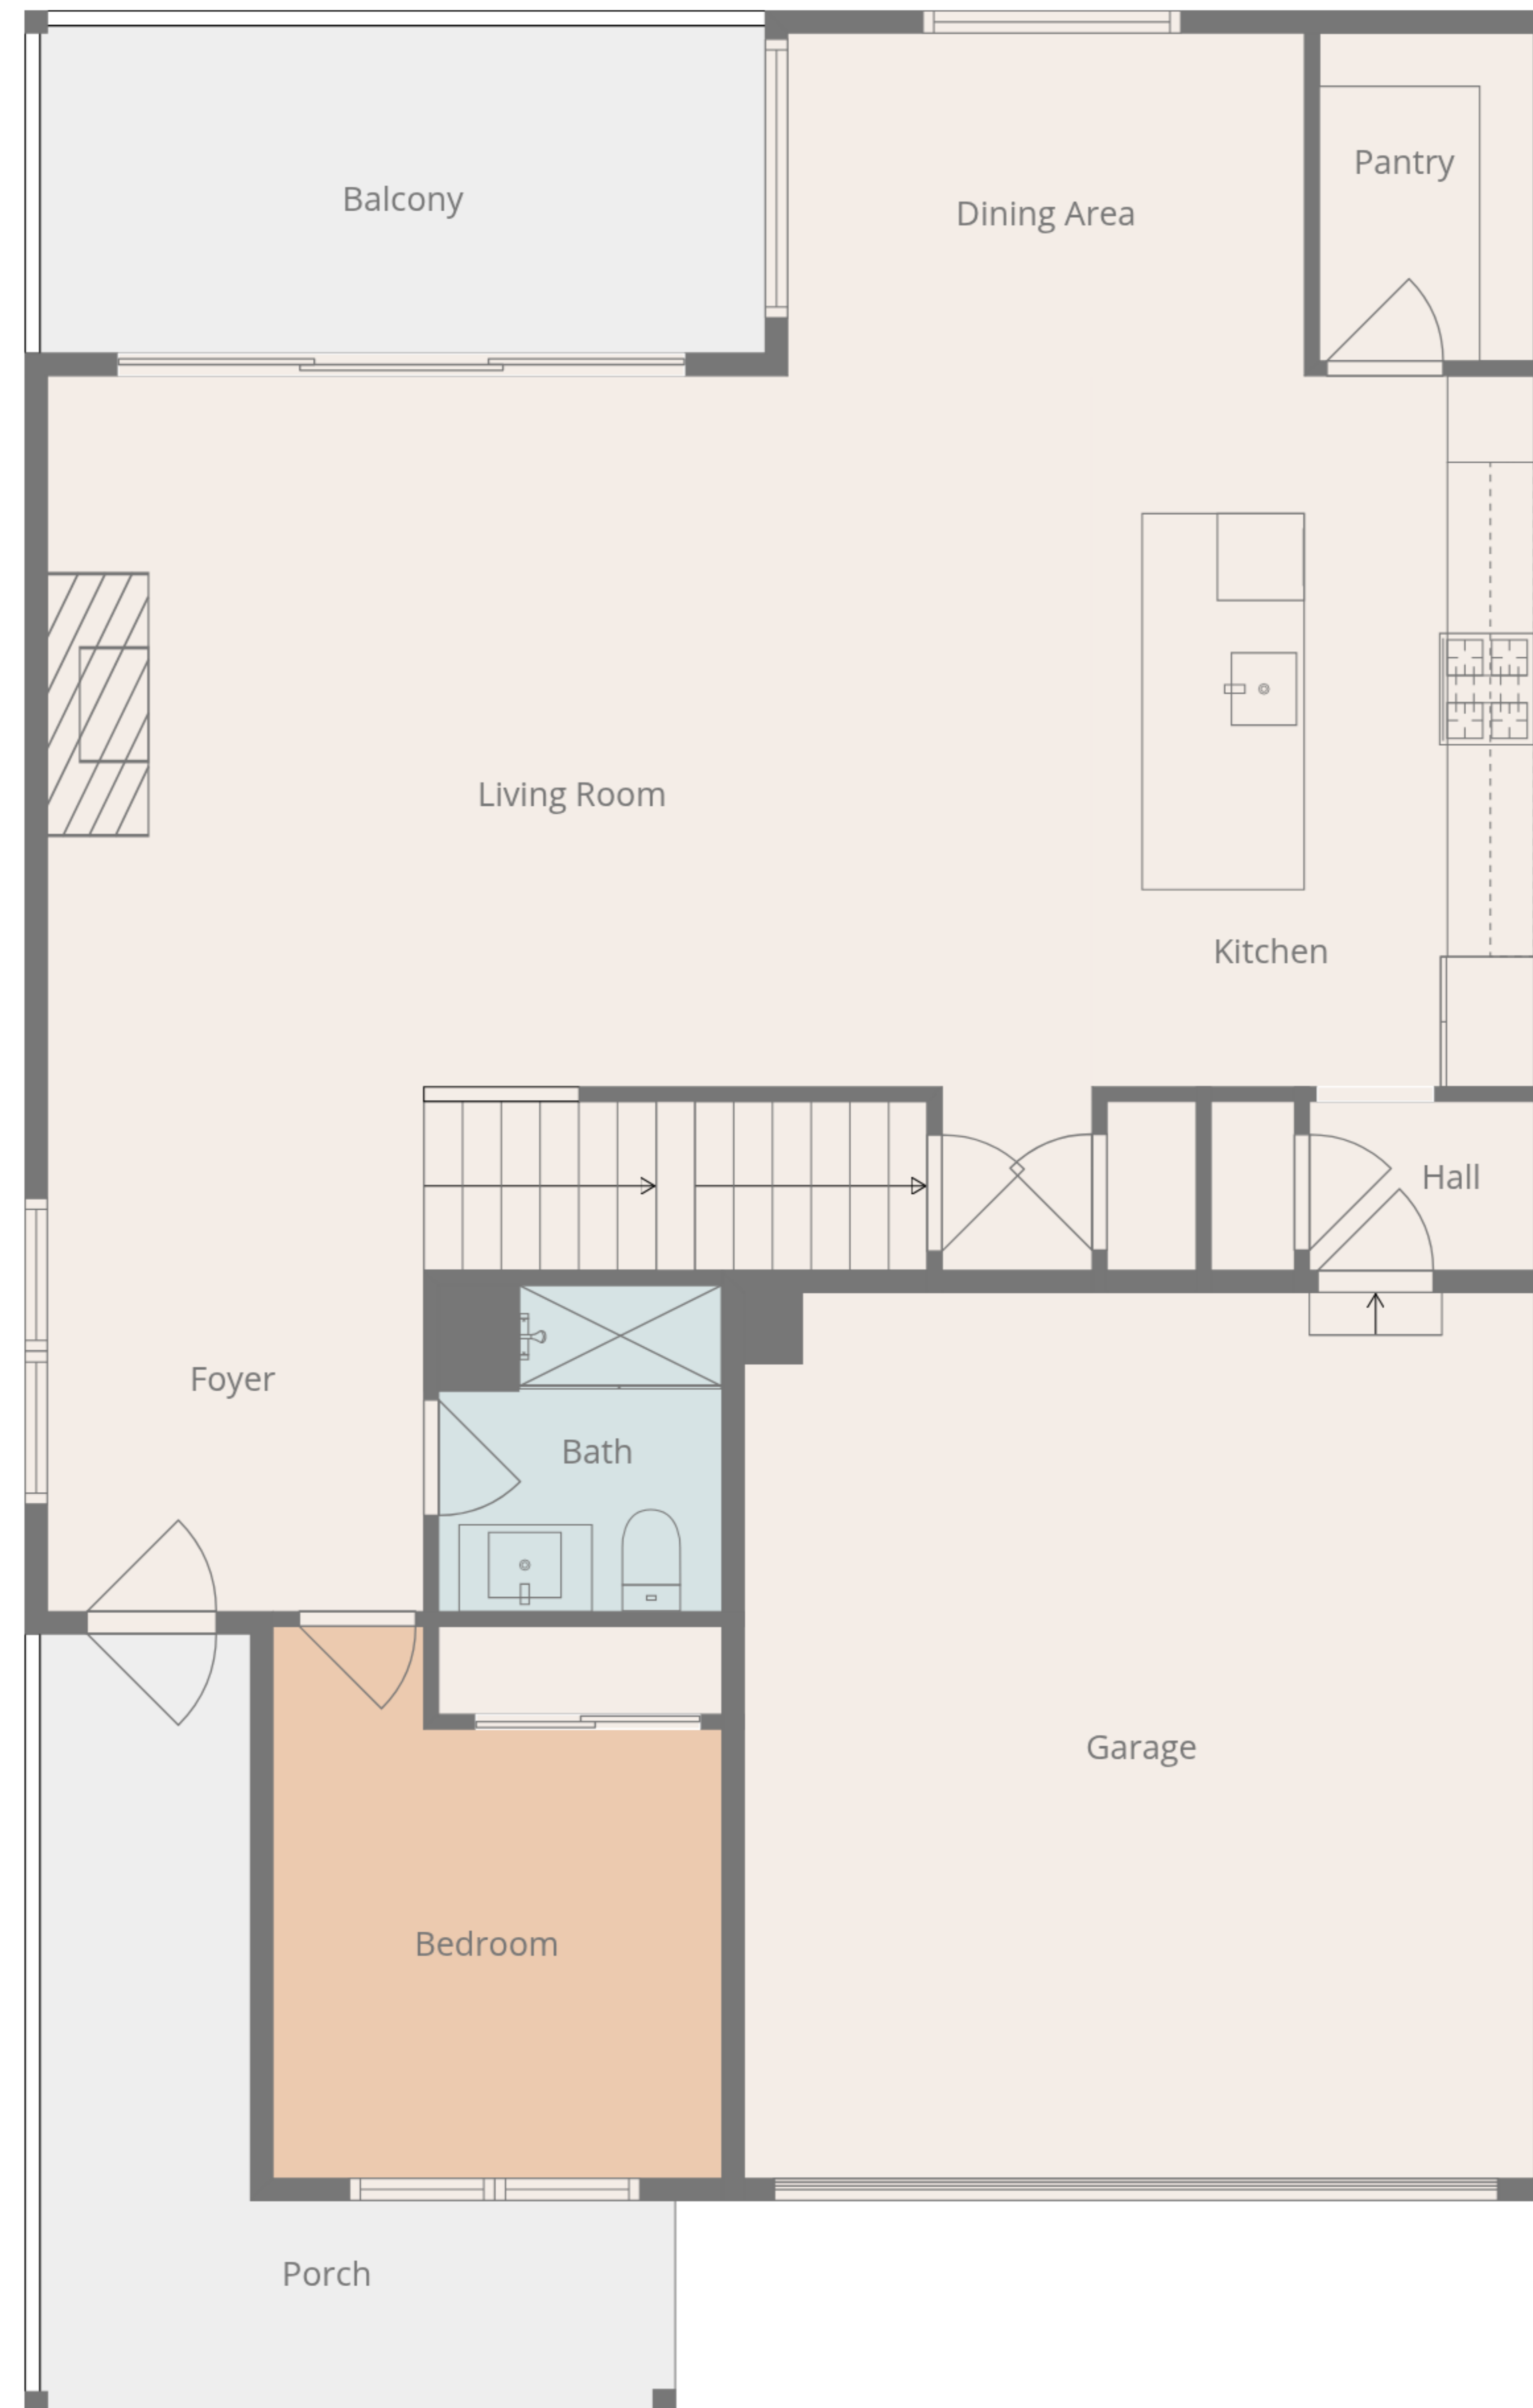 Pantry
Balcony
Dining Area
Living Room
Kitchen
Hall
Foyer
Bath
Garage
Bedroom
Porch